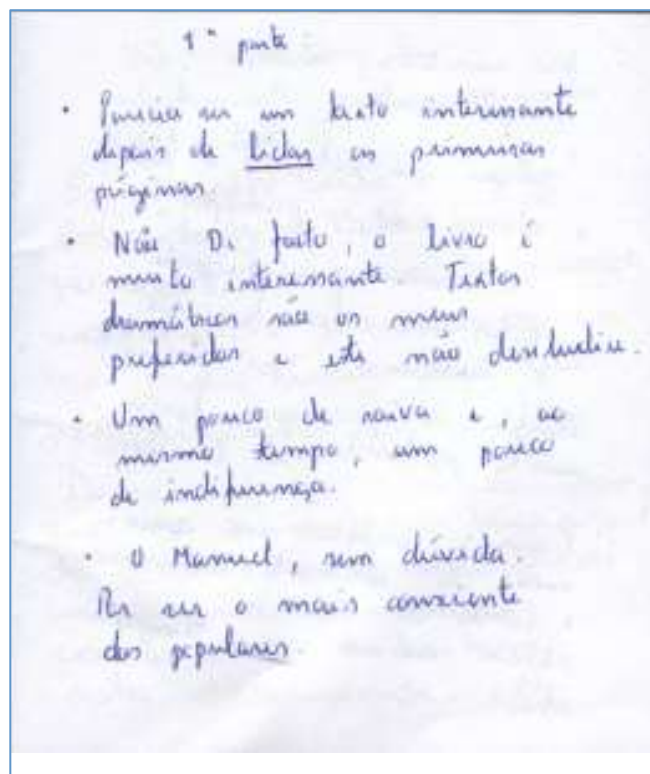 1ª parte
• Parecia ser um texto interessante
depois de lidas as primeiras
páginas.
• Não. De facto, o livro é
muito interessante. Textos
dramáticos são os meus
preferidos e este não desilude.
• Um pouco de raiva e, ao
mesmo tempo, um pouco
de indiferença.
• O Manuel, sem dúvida.
Por ser o mais consciente
dos populares.